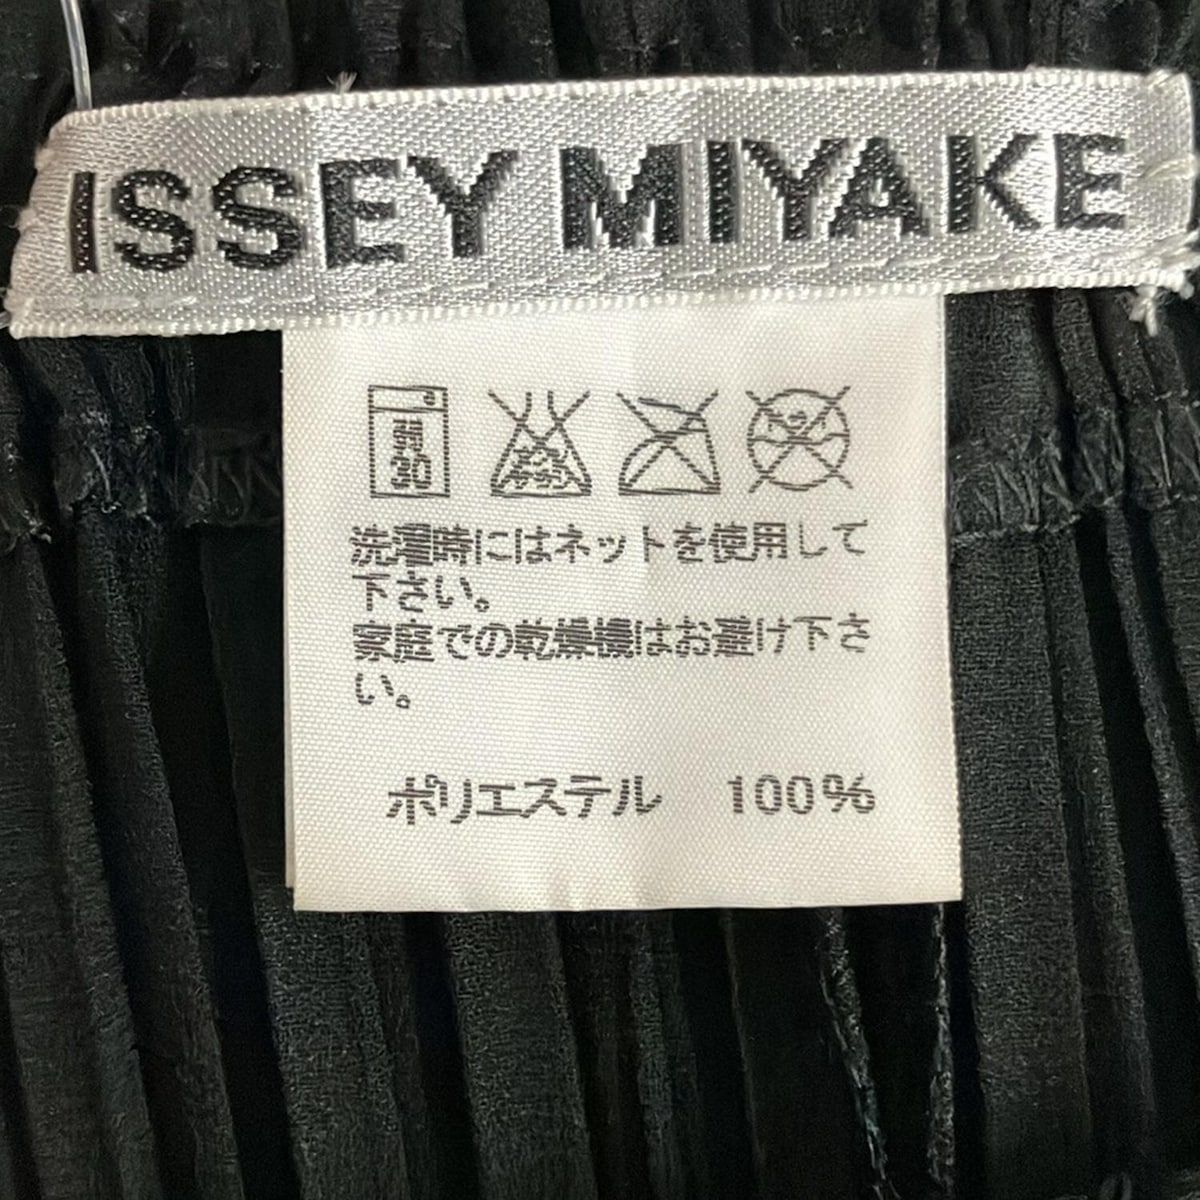 ISSEY MIYAKE
弱
30
洗濯時にはネットを使用して
下さい。
家庭での乾燥機はお避け下さ
い。
ポリエステル 100%